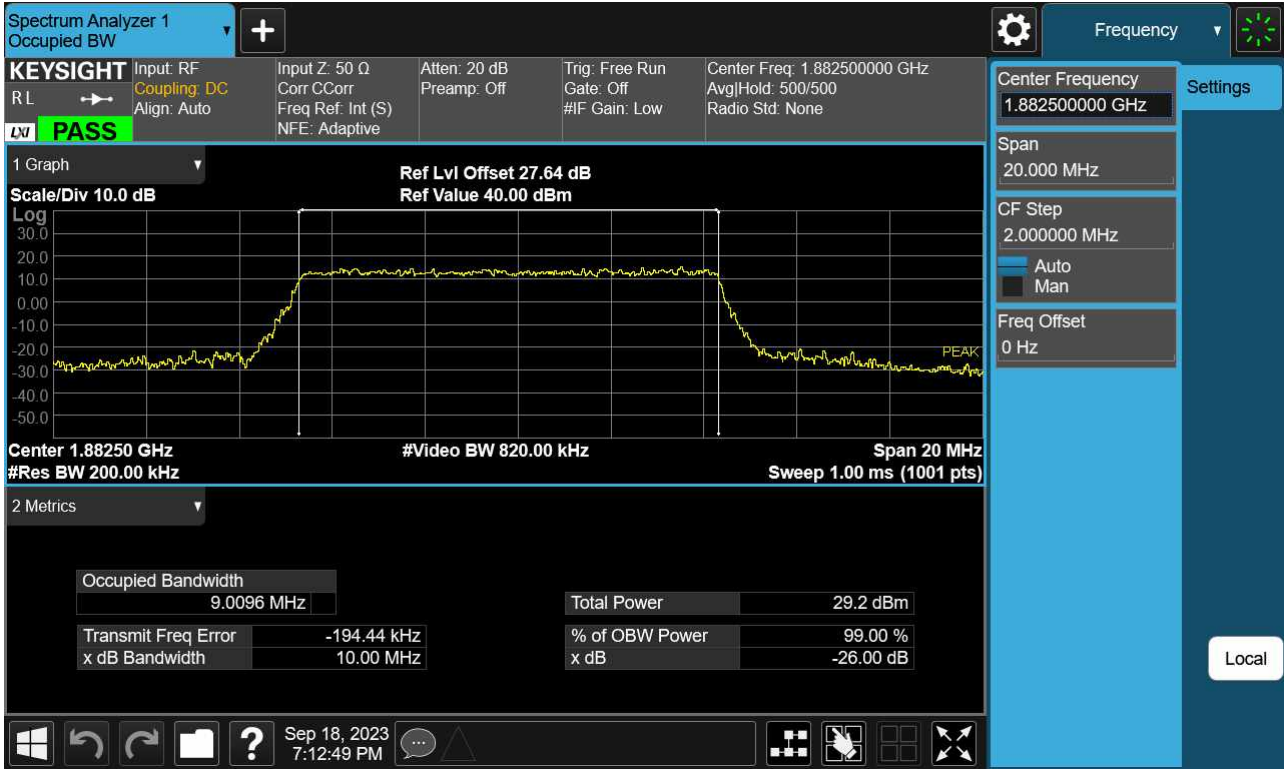 Spectrum Analyzer 1
Occupied BW
▼
+
Frequency
▼
KEYSIGHT
R L
LXI
PASS
Input: RF
Coupling: DC
Align: Auto
Input Z: 50 Ω
Corr CCorr
Freq Ref: Int (S)
NFE: Adaptive
Atten: 20 dB
Preamp: Off
Trig: Free Run
Gate: Off
#IF Gain: Low
Center Freq: 1.882500000 GHz
Avg|Hold: 500/500
Radio Std: None
Center Frequency
1.882500000 GHz
Settings
Span
20.000 MHz
CF Step
2.000000 MHz
Auto
Man
Freq Offset
0 Hz
Local
1 Graph ▼
Scale/Div 10.0 dB
Ref Lvl Offset 27.64 dB
Ref Value 40.00 dBm
Log
30.0
20.0
10.0
0.00
-10.0
-20.0
-30.0
-40.0
-50.0
PEAK
Center 1.88250 GHz #Video BW 820.00 kHz Span 20 MHz
#Res BW 200.00 kHz Sweep 1.00 ms (1001 pts)
2 Metrics ▼
Occupied Bandwidth
9.0096 MHz
Total Power 29.2 dBm
Transmit Freq Error -194.44 kHz
% of OBW Power 99.00 %
x dB Bandwidth 10.00 MHz
x dB -26.00 dB
?
Sep 18, 2023
7:12:49 PM